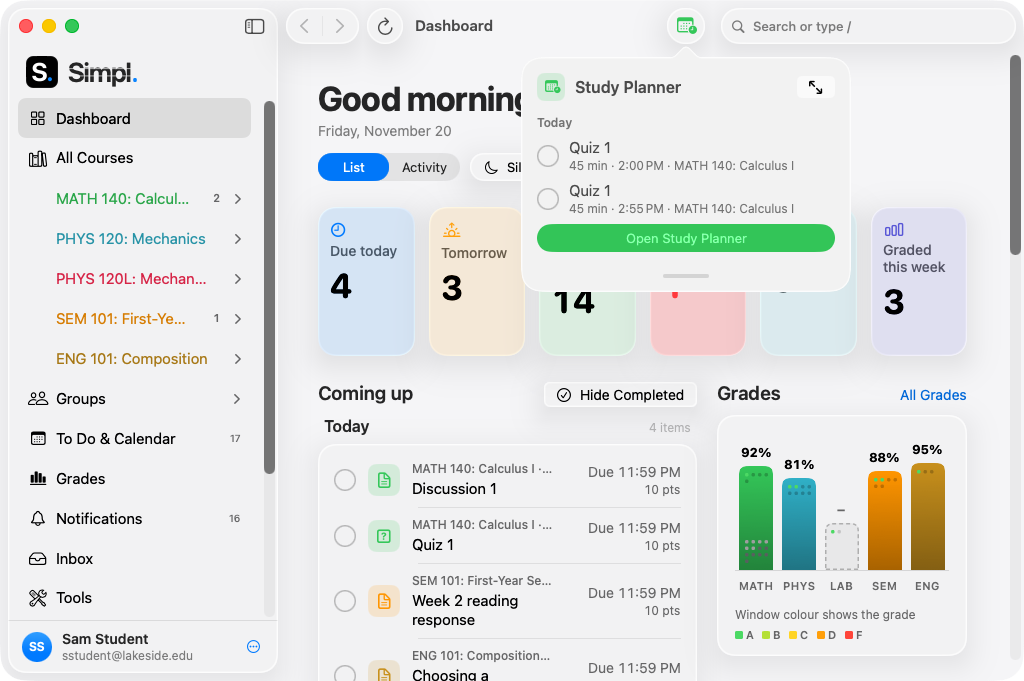 S.
Simpl.
Dashboard
All Courses
MATH 140: Calcul... 2
PHYS 120: Mechanics
PHYS 120L: Mechan...
SEM 101: First-Ye... 1
ENG 101: Composition
Groups
To Do & Calendar 17
Grades
Notifications 16
Inbox
Tools
SS
Sam Student
sstudent@lakeside.edu
Dashboard
Search or type /
Good morning
Friday, November 20
List
Activity
Study Planner
Today
Quiz 1
45 min · 2:00 PM · MATH 140: Calculus I
Quiz 1
45 min · 2:55 PM · MATH 140: Calculus I
Open Study Planner
Due today
4
Tomorrow
3
14
Graded
this week
3
Coming up
Hide Completed
Today
4 items
MATH 140: Calculus I ·...
Discussion 1
Due 11:59 PM
10 pts
MATH 140: Calculus I ·...
Quiz 1
Due 11:59 PM
10 pts
SEM 101: First-Year Se...
Week 2 reading
response
Due 11:59 PM
10 pts
ENG 101: Composition...
Choosing a
Due 11:59 PM
Grades
All Grades
92% 81% – 88% 95%
MATH PHYS LAB SEM ENG
Window colour shows the grade
A B C D F